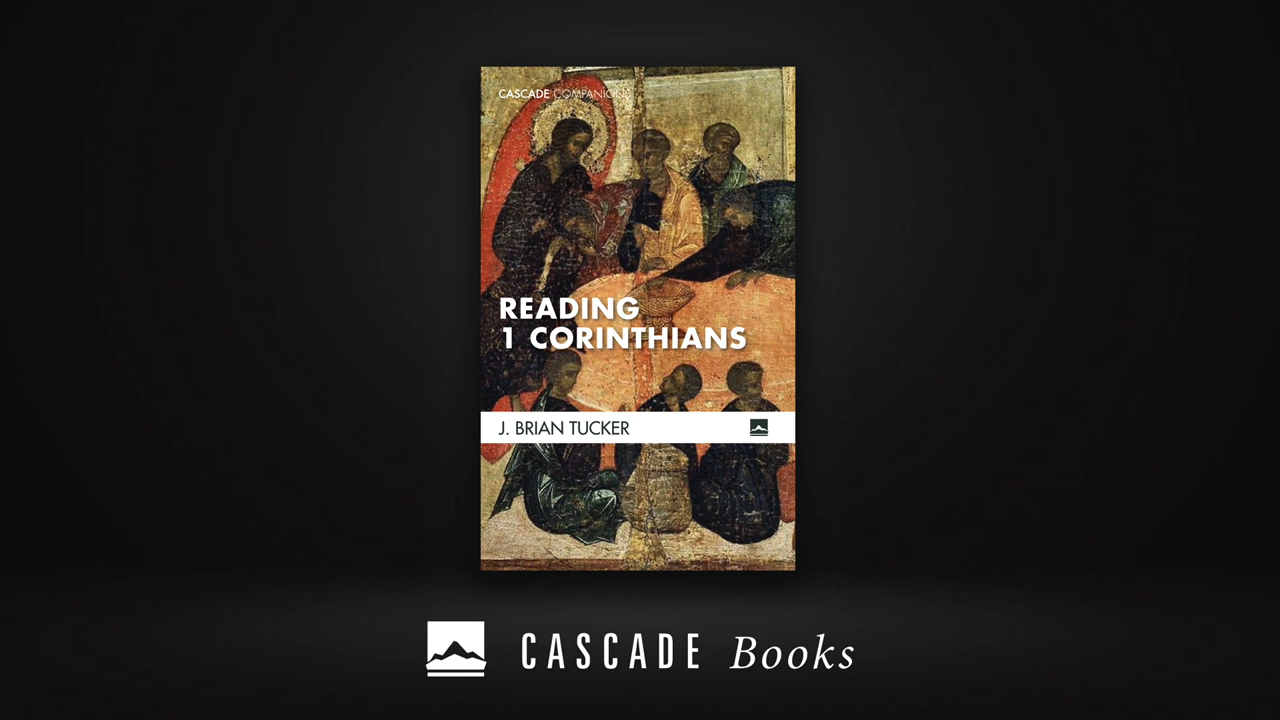 CASCADE COMPANIONS
READING
1 CORINTHIANS
J. BRIAN TUCKER
CASCADE Books